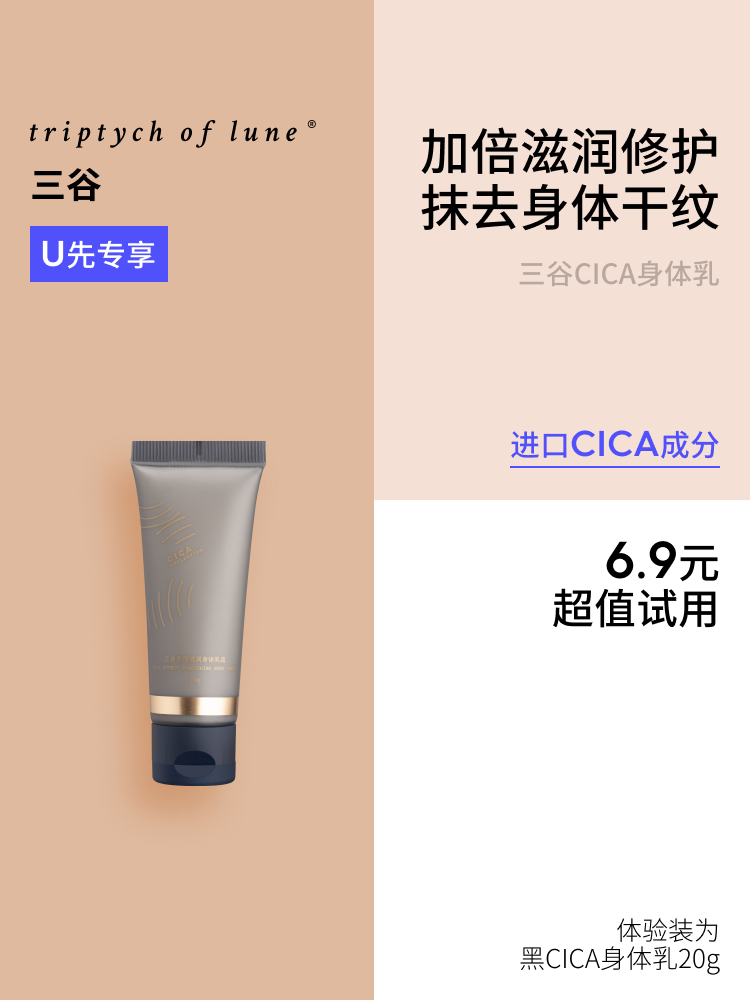 triptych of lune®
三谷
U先专享
加倍滋润修护
抹去身体干纹
三谷CICA身体乳
进口CICA成分
CICA
6.9元
超值试用
体验装为
黑CICA身体乳20g